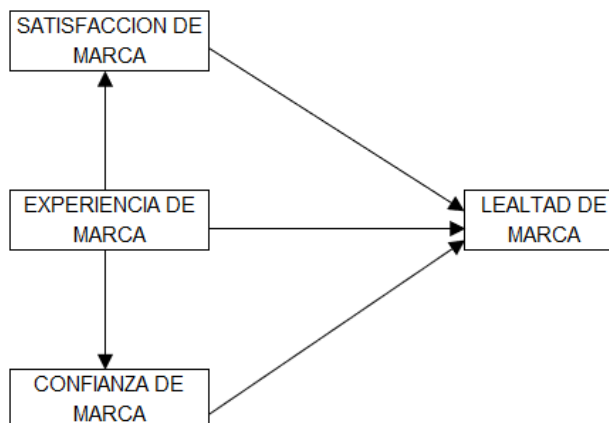 SATISFACCION DE
MARCA
EXPERIENCIA DE
MARCA
LEALTAD DE
MARCA
CONFIANZA DE
MARCA